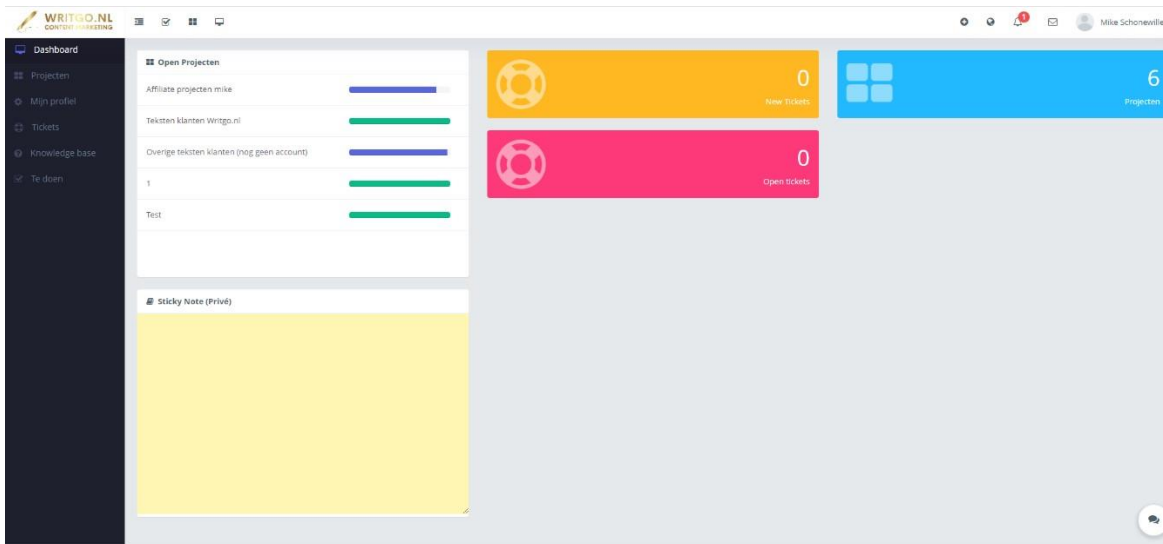 WRITGO.NL
CONTENT MARKETING
1
Mike Schonewille
Dashboard
Projecten
Mijn profiel
Tickets
Knowledge base
Te doen
Open Projecten
Affiliate projecten mike
Teksten klanten Writgo.nl
Overige teksten klanten (nog geen account)
1
Test
Sticky Note (Privé)
0
New Tickets
0
Open tickets
6
Projecten